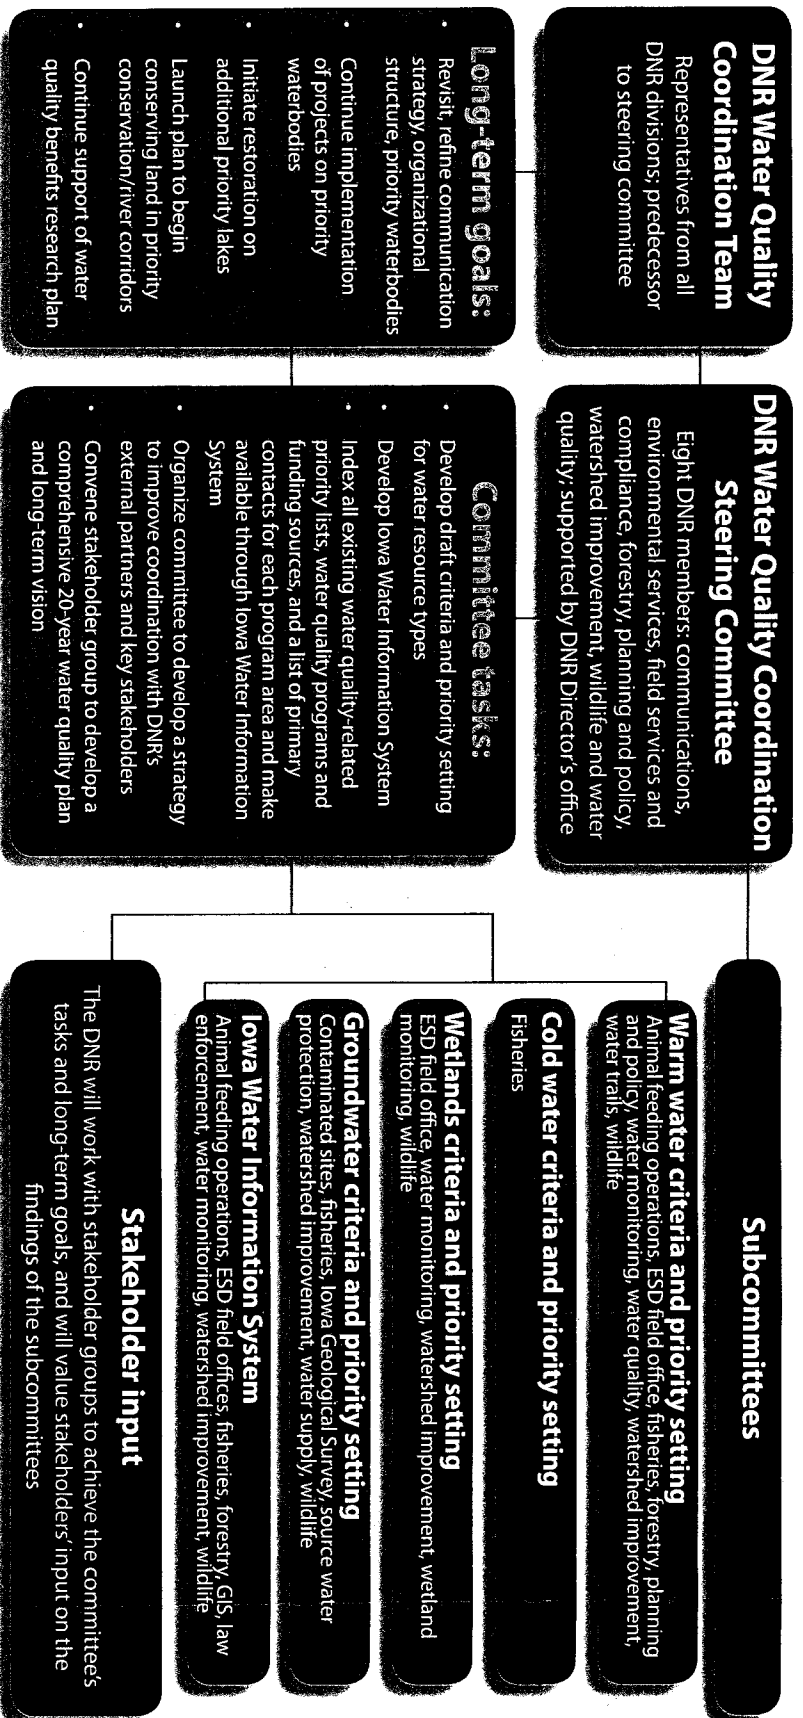 DNR Water Quality
Coordination Team
Representatives from all
DNR divisions; predecessor
to steering committee
DNR Water Quality Coordination
Steering Committee
Eight DNR members: communications,
environmental services, field services and
compliance, forestry, planning and policy,
watershed improvement, wildlife and water
quality; supported by DNR Director's office
Subcommittees
Long-term goals:
• Revisit, refine communication
strategy, organizational
structure, priority waterbodies
• Continue implementation
of projects on priority
waterbodies
• Initiate restoration on
additional priority lakes
• Launch plan to begin
conserving land in priority
conservation/river corridors
• Continue support of water
quality benefits research plan
Committee tasks:
• Develop draft criteria and priority setting
for water resource types
• Develop Iowa Water Information System
• Index all existing water quality-related
priority lists, water quality programs and
funding sources, and a list of primary
contacts for each program area and make
available through Iowa Water Information
System
• Organize committee to develop a strategy
to improve coordination with DNR's
external partners and key stakeholders
• Convene stakeholder group to develop a
comprehensive 20-year water quality plan
and long-term vision
Warm water criteria and priority setting
Animal feeding operations, ESD field office, fisheries, forestry, planning
and policy, water monitoring, water quality, watershed improvement,
water trails, wildlife
Cold water criteria and priority setting
Fisheries
Wetlands criteria and priority setting
ESD field office, water monitoring, watershed improvement, wetland
monitoring, wildlife
Groundwater criteria and priority setting
Contaminated sites, fisheries, Iowa Geological Survey, source water
protection, watershed improvement, water supply, wildlife
Iowa Water Information System
Animal feeding operations, ESD field offices, fisheries, forestry, GIS, law
enforcement, water monitoring, watershed improvement, wildlife
Stakeholder input
The DNR will work with stakeholder groups to achieve the committee's
tasks and long-term goals, and will value stakeholders' input on the
findings of the subcommittees